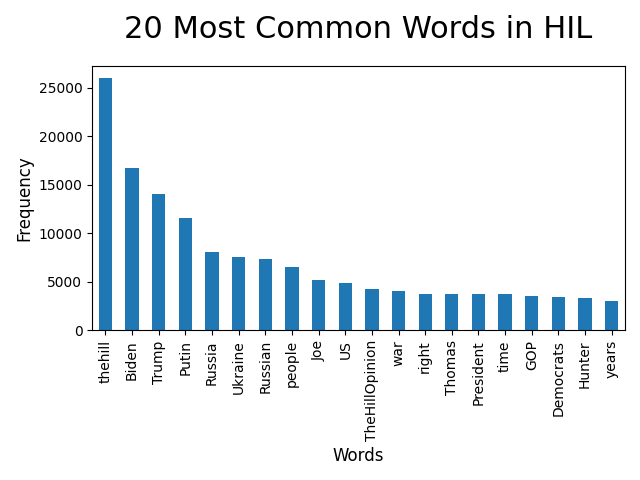 20 Most Common Words in HIL
Frequency
25000
20000
15000
10000
5000
0
thehill
Biden
Trump
Putin
Russia
Ukraine
Russian
people
Joe
US
TheHillOpinion
war
right
Thomas
President
time
GOP
Democrats
Hunter
years
Words